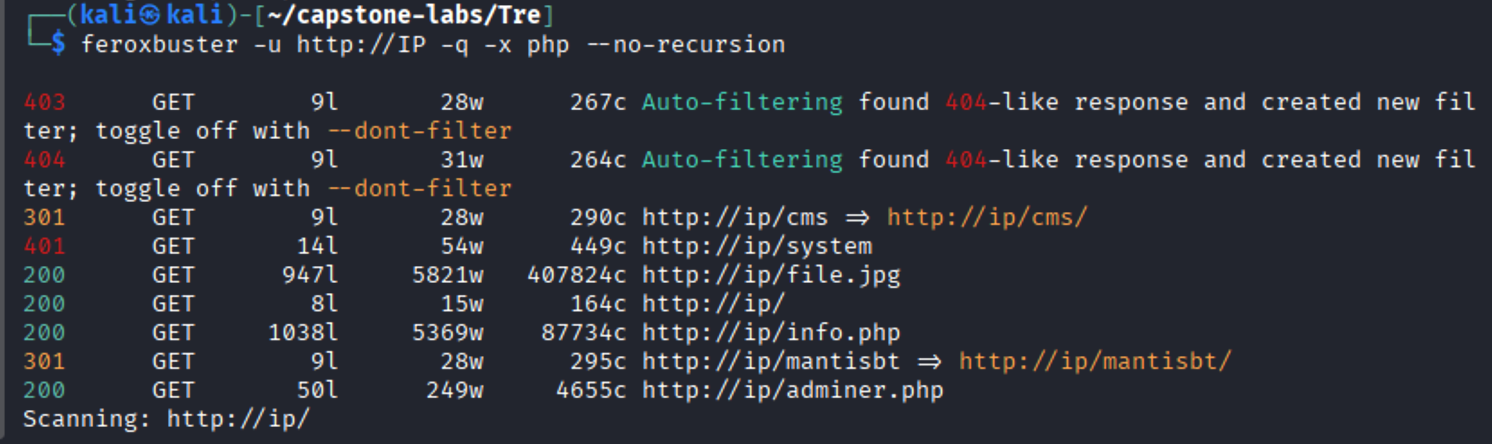 ┌──(kali㉿kali)-[~/capstone-labs/Tre]
└─$ feroxbuster -u http://IP -q -x php --no-recursion
403 GET 9l 28w 267c Auto-filtering found 404-like response and created new fil
ter; toggle off with --dont-filter
404 GET 9l 31w 264c Auto-filtering found 404-like response and created new fil
ter; toggle off with --dont-filter
301 GET 9l 28w 290c http://ip/cms => http://ip/cms/
401 GET 14l 54w 449c http://ip/system
200 GET 947l 5821w 407824c http://ip/file.jpg
200 GET 8l 15w 164c http://ip/
200 GET 1038l 5369w 87734c http://ip/info.php
301 GET 9l 28w 295c http://ip/mantisbt => http://ip/mantisbt/
200 GET 50l 249w 4655c http://ip/adminer.php
Scanning: http://ip/